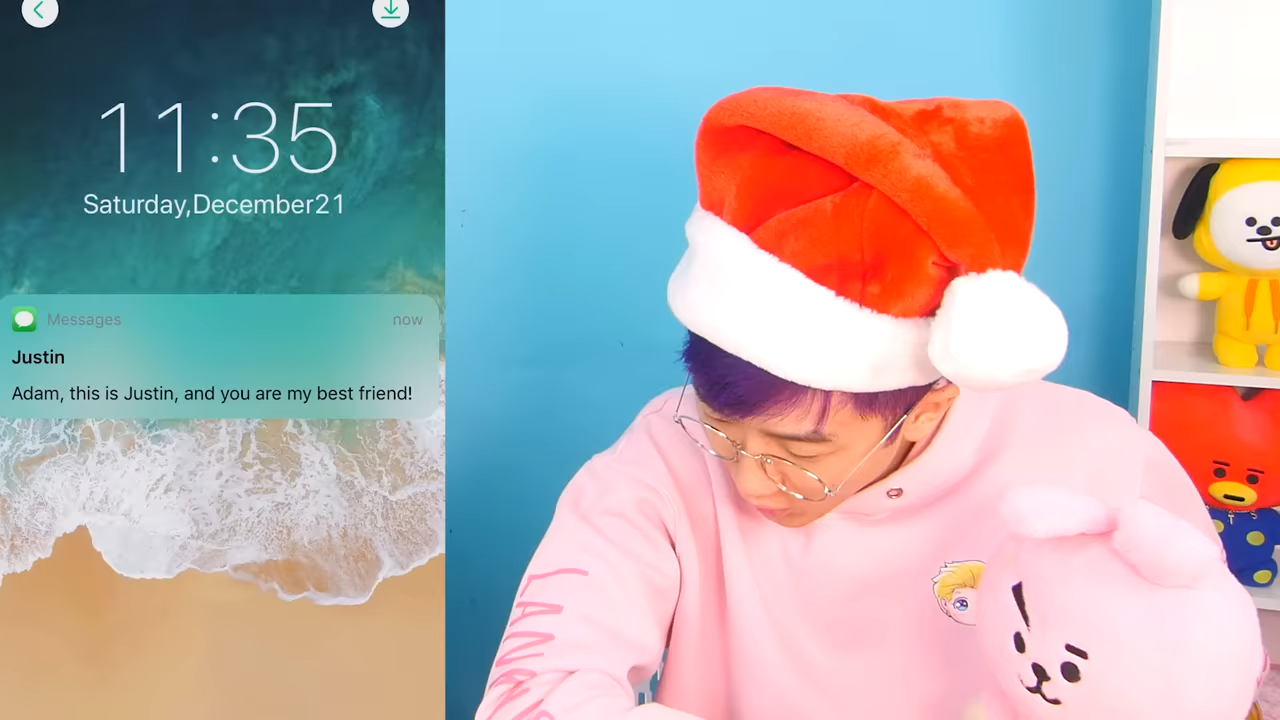 11:35
Saturday,December21
Messages
now
Justin
Adam, this is Justin, and you are my best friend!